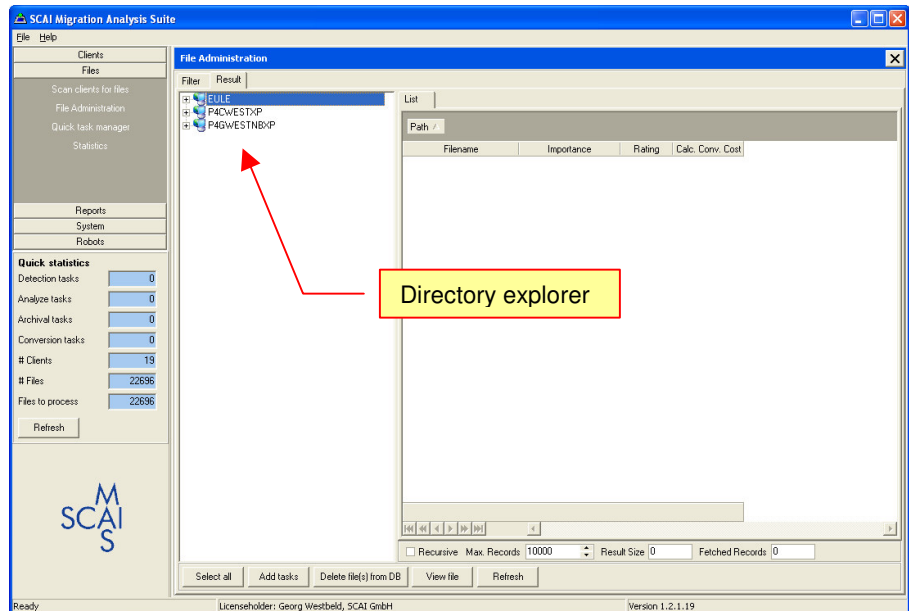 SCAI Migration Analysis Suite
File Help
Clients
Files
Scan clients for files
File Administration
Quick task manager
Statistics
Reports
System
Robots
Quick statistics
Detection tasks 0
Analyze tasks 0
Archival tasks 0
Conversion tasks 0
# Clients 19
# Files 22696
Files to process 22696
Refresh
M
SCAI
S
File Administration
Filter Result
EULE
P4CWESTXP
P4GWESTNBXP
List
Path
Filename Importance Rating Calc. Conv. Cost
Directory explorer
Recursive Max. Records 10000 Result Size 0 Fetched Records 0
Select all Add tasks Delete file(s) from DB View file Refresh
Ready Licenseholder: Georg Westbeld, SCAI GmbH Version 1.2.1.19